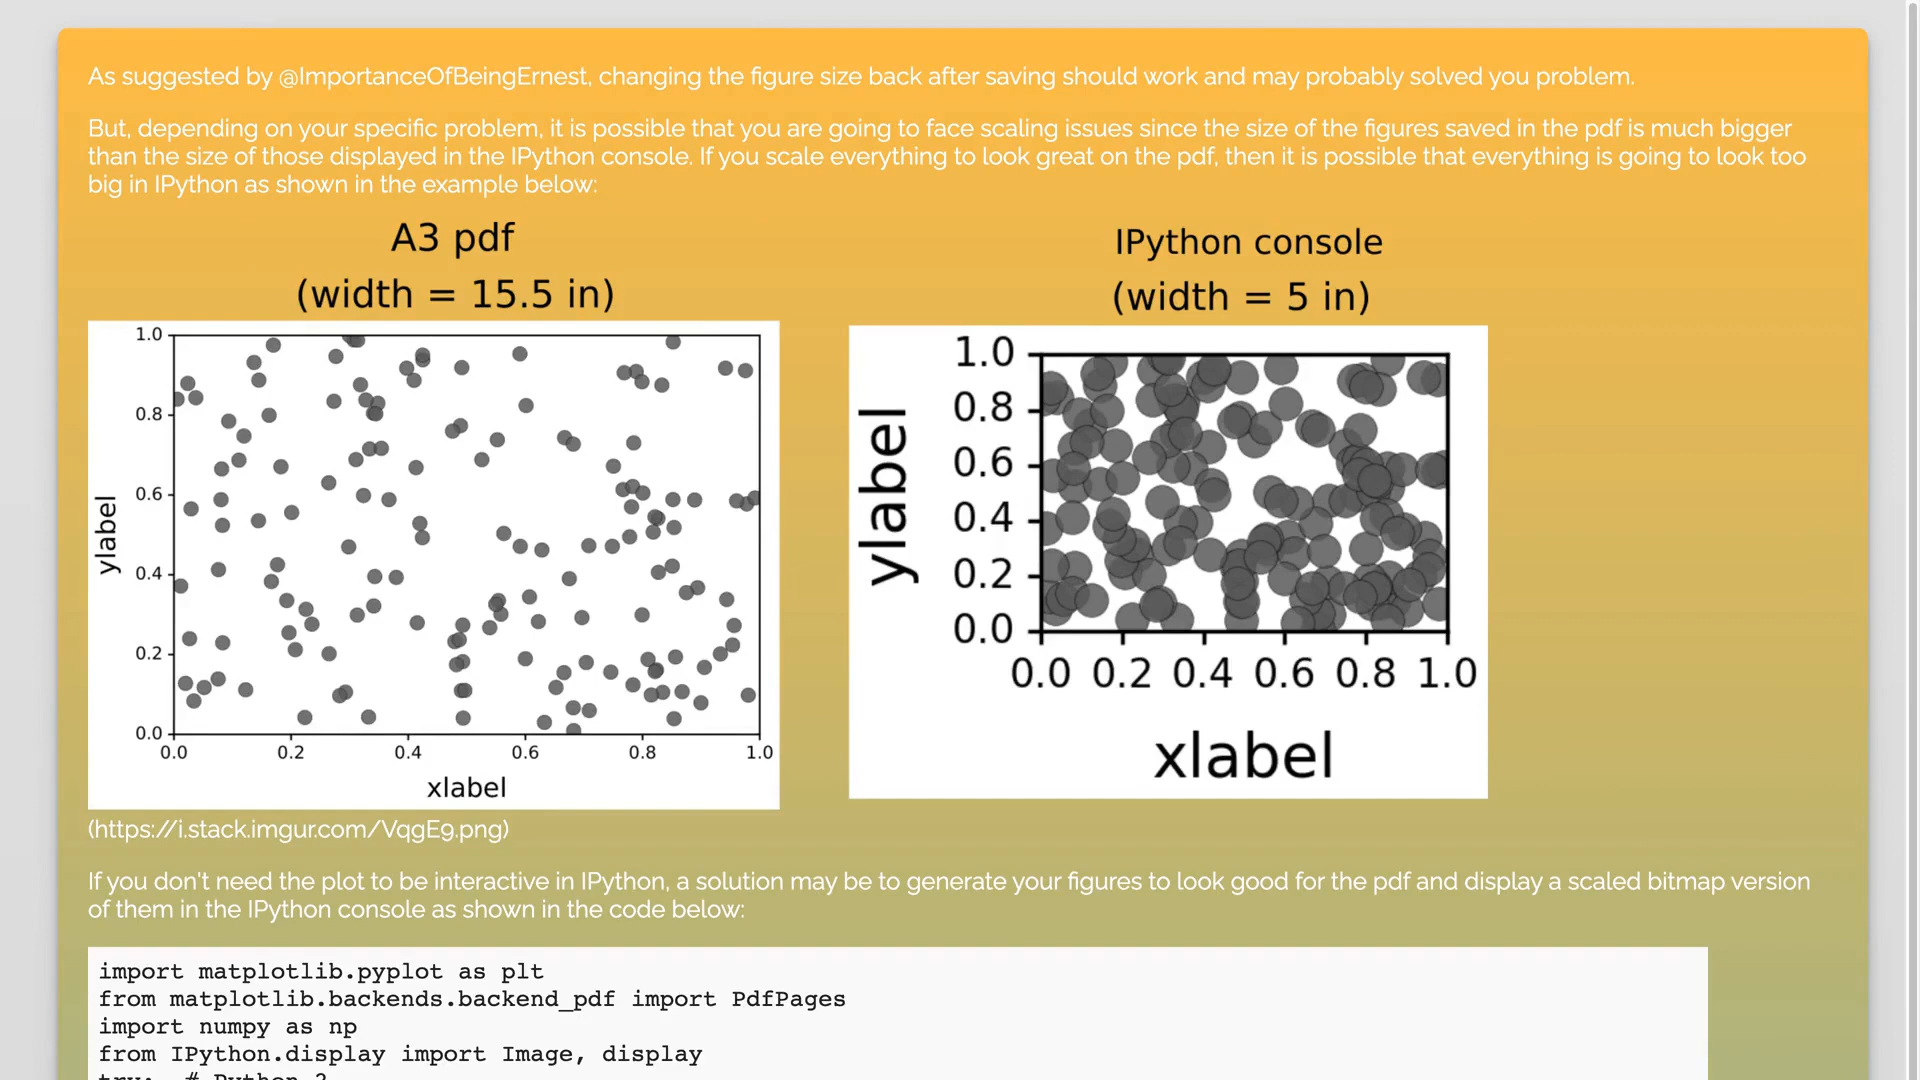 As suggested by @ImportanceOfBeingErnest, changing the figure size back after saving should work and may probably solved you problem.
But, depending on your specific problem, it is possible that you are going to face scaling issues since the size of the figures saved in the pdf is much bigger
than the size of those displayed in the IPython console. If you scale everything to look great on the pdf, then it is possible that everything is going to look too
big in IPython as shown in the example below:
A3 pdf
(width = 15.5 in)
1.0
0.8
0.6
0.4
0.2
0.0
ylabel
0.0 0.2 0.4 0.6 0.8 1.0
xlabel
IPython console
(width = 5 in)
1.0
0.8
0.6
0.4
0.2
0.0
ylabel
0.0 0.2 0.4 0.6 0.8 1.0
xlabel
(https://i.stack.imgur.com/VqgE9.png)
If you don't need the plot to be interactive in IPython, a solution may be to generate your figures to look good for the pdf and display a scaled bitmap version
of them in the IPython console as shown in the code below:
import matplotlib.pyplot as plt
from matplotlib.backends.backend_pdf import PdfPages
import numpy as np
from IPython.display import Image, display
try: # Python 2